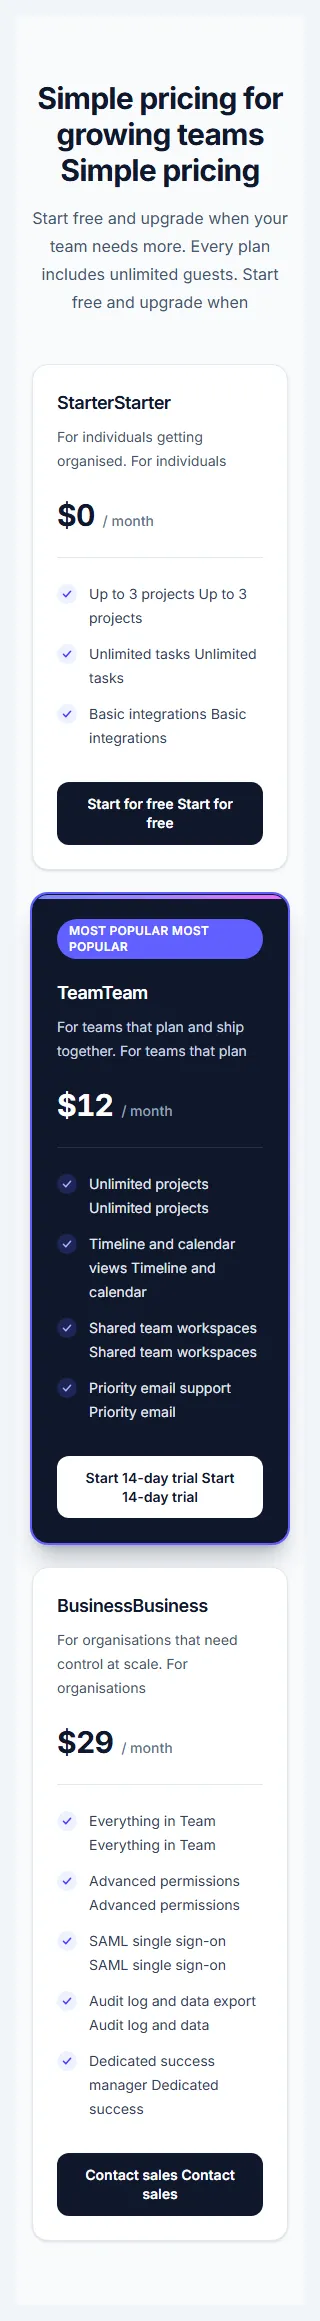 Simple pricing for
growing teams
Simple pricing
Start free and upgrade when your
team needs more. Every plan
includes unlimited guests. Start
free and upgrade when
StarterStarter
For individuals getting
organised. For individuals
$0 / month
Up to 3 projects Up to 3
projects
Unlimited tasks Unlimited
tasks
Basic integrations Basic
integrations
Start for free Start for
free
MOST POPULAR MOST
POPULAR
TeamTeam
For teams that plan and ship
together. For teams that plan
$12 / month
Unlimited projects
Unlimited projects
Timeline and calendar
views Timeline and
calendar
Shared team workspaces
Shared team workspaces
Priority email support
Priority email
Start 14-day trial Start
14-day trial
BusinessBusiness
For organisations that need
control at scale. For
organisations
$29 / month
Everything in Team
Everything in Team
Advanced permissions
Advanced permissions
SAML single sign-on
SAML single sign-on
Audit log and data export
Audit log and data
Dedicated success
manager Dedicated
success
Contact sales Contact
sales